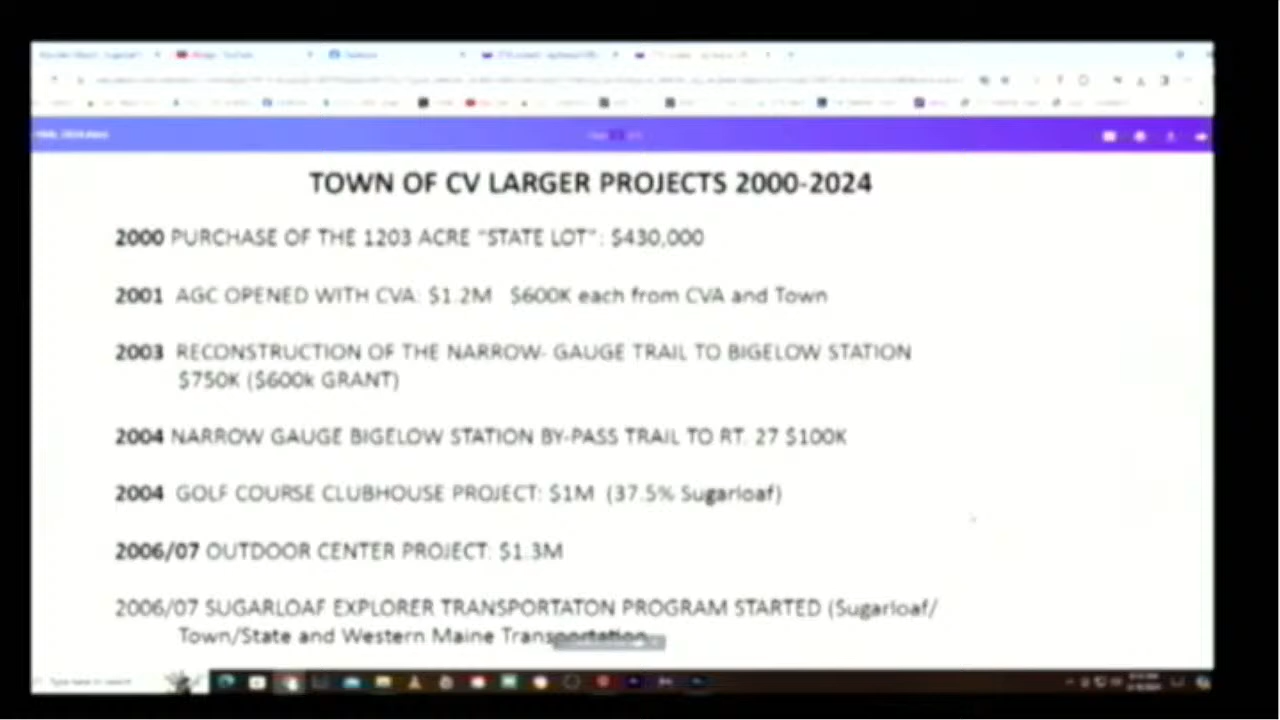 TOWN OF CV LARGER PROJECTS 2000-2024
2000 PURCHASE OF THE 1203 ACRE "STATE LOT": $430,000
2001 AGC OPENED WITH CVA: $1.2M $600K each from CVA and Town
2003 RECONSTRUCTION OF THE NARROW- GAUGE TRAIL TO BIGELOW STATION
$750K ($600k GRANT)
2004 NARROW GAUGE BIGELOW STATION BY-PASS TRAIL TO RT. 27 $100K
2004 GOLF COURSE CLUBHOUSE PROJECT: $1M (37.5% Sugarloaf)
2006/07 OUTDOOR CENTER PROJECT: $1.3M
2006/07 SUGARLOAF EXPLORER TRANSPORTATON PROGRAM STARTED (Sugarloaf/
Town/State and Western Maine Transportation